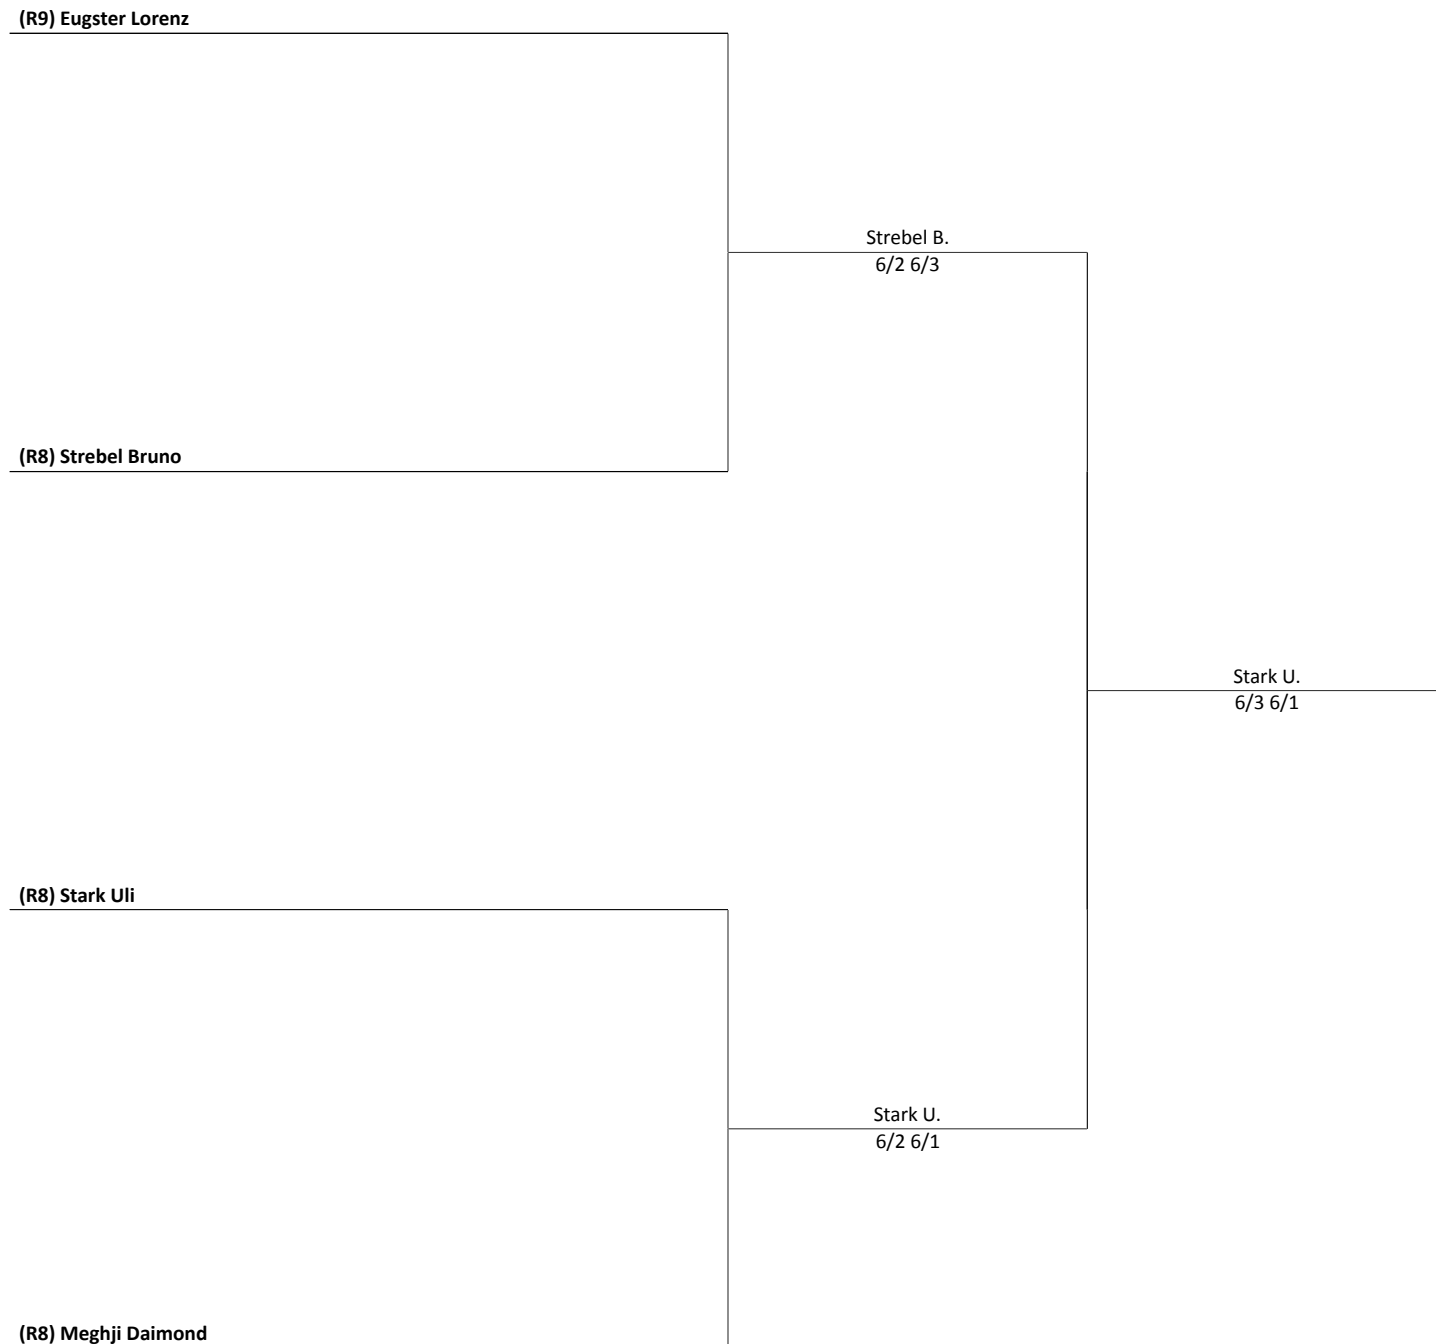 (R9) Eugster Lorenz
Strebel B.
6/2 6/3
(R8) Strebel Bruno
Stark U.
6/3 6/1
(R8) Stark Uli
Stark U.
6/2 6/1
(R8) Meghji Daimond